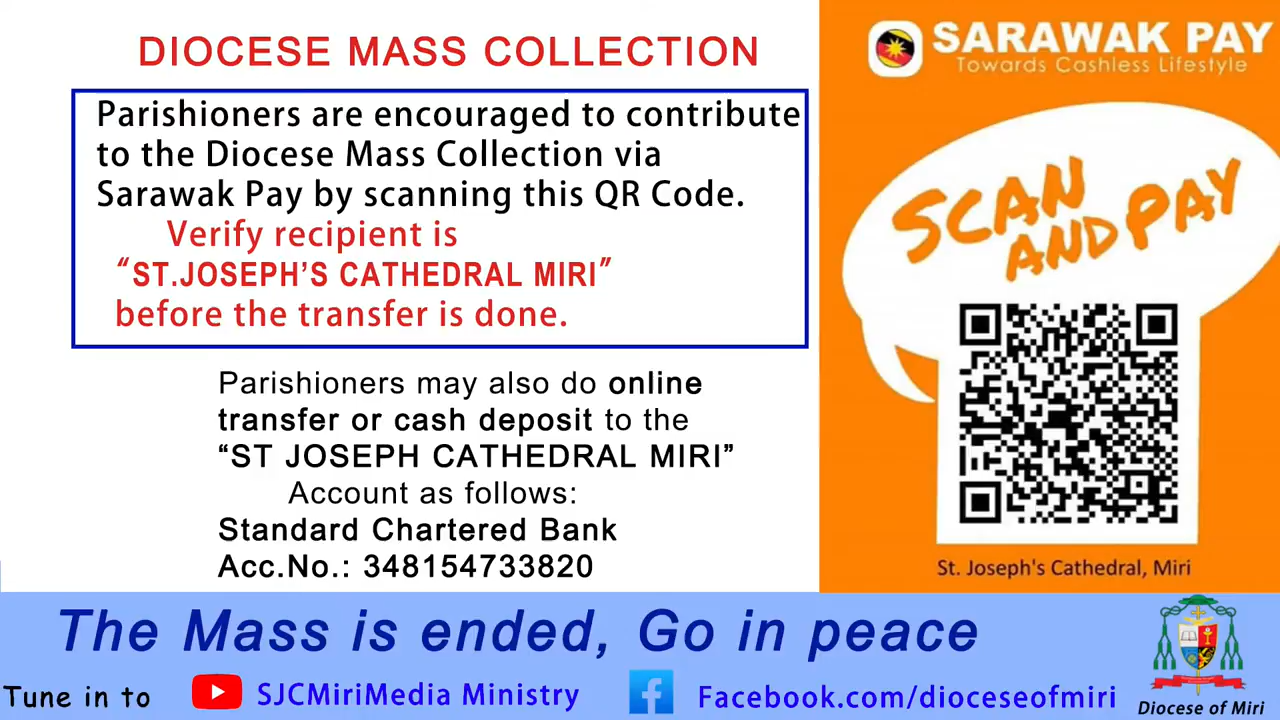 DIOCESE MASS COLLECTION
Parishioners are encouraged to contribute
to the Diocese Mass Collection via
Sarawak Pay by scanning this QR Code.
Verify recipient is
“ST.JOSEPH’S CATHEDRAL MIRI”
before the transfer is done.
Parishioners may also do online
transfer or cash deposit to the
“ST JOSEPH CATHEDRAL MIRI”
Account as follows:
Standard Chartered Bank
Acc.No.: 348154733820
SARAWAK PAY
Towards Cashless Lifestyle
SCAN
AND PAY
St. Joseph's Cathedral, Miri
The Mass is ended, Go in peace
Tune in to
SJCMiriMedia Ministry
Facebook.com/dioceseofmiri
Diocese of Miri